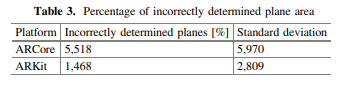 Table 3. Percentage of incorrectly determined plane area
Platform Incorrectly determined planes [%] Standard deviation
ARCore 5,518 5,970
ARKit 1,468 2,809